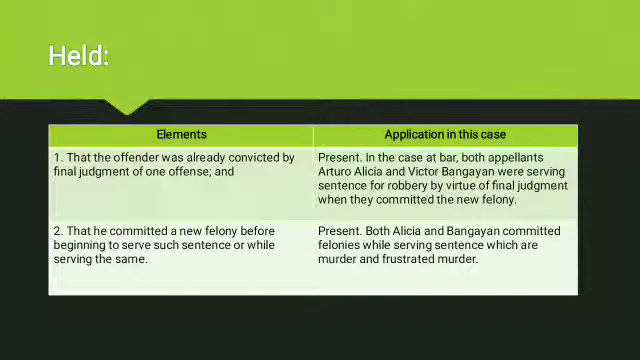 Held:
Elements
Application in this case
1. That the offender was already convicted by
final judgment of one offense; and
Present. In the case at bar, both appellants
Arturo Alicia and Victor Bangayan were serving
sentence for robbery by virtue of final judgment
when they committed the new felony.
2. That he committed a new felony before
beginning to serve such sentence or while
serving the same.
Present. Both Alicia and Bangayan committed
felonies while serving sentence which are
murder and frustrated murder.